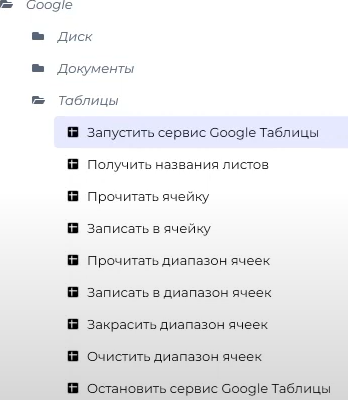 Google
Диск
Документы
Таблицы
Запустить сервис Google Таблицы
Получить названия листов
Прочитать ячейку
Записать в ячейку
Прочитать диапазон ячеек
Записать в диапазон ячеек
Закрасить диапазон ячеек
Очистить диапазон ячеек
Остановить сервис Google Таблицы